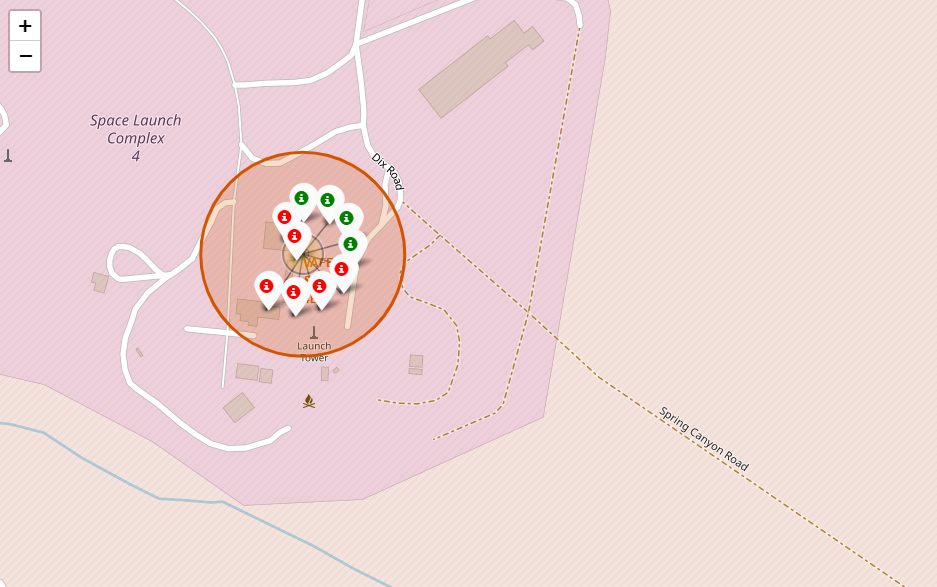 +
−
Space Launch
Complex
4
Dix Road
Launch
Tower
Spring Canyon Road